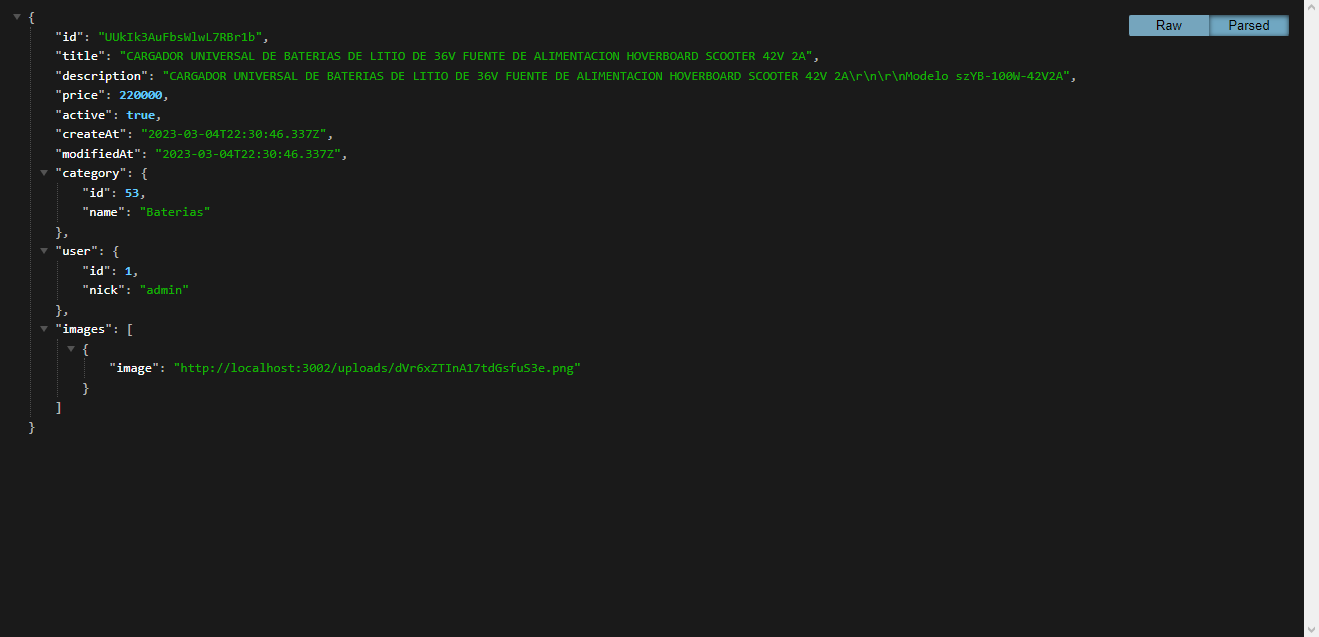 {
Raw Parsed
"id": "UUkIk3AuFbsWlwL7RBr1b",
"title": "CARGADOR UNIVERSAL DE BATERIAS DE LITIO DE 36V FUENTE DE ALIMENTACION HOVERBOARD SCOOTER 42V 2A",
"description": "CARGADOR UNIVERSAL DE BATERIAS DE LITIO DE 36V FUENTE DE ALIMENTACION HOVERBOARD SCOOTER 42V 2A\r\n\r\nModelo szYB-100W-42V2A",
"price": 220000,
"active": true,
"createAt": "2023-03-04T22:30:46.337Z",
"modifiedAt": "2023-03-04T22:30:46.337Z",
"category": {
"id": 53,
"name": "Baterias"
},
"user": {
"id": 1,
"nick": "admin"
},
"images": [
{
"image": "http://localhost:3002/uploads/dVr6xZTInA17tdGsfuS3e.png"
}
]
}